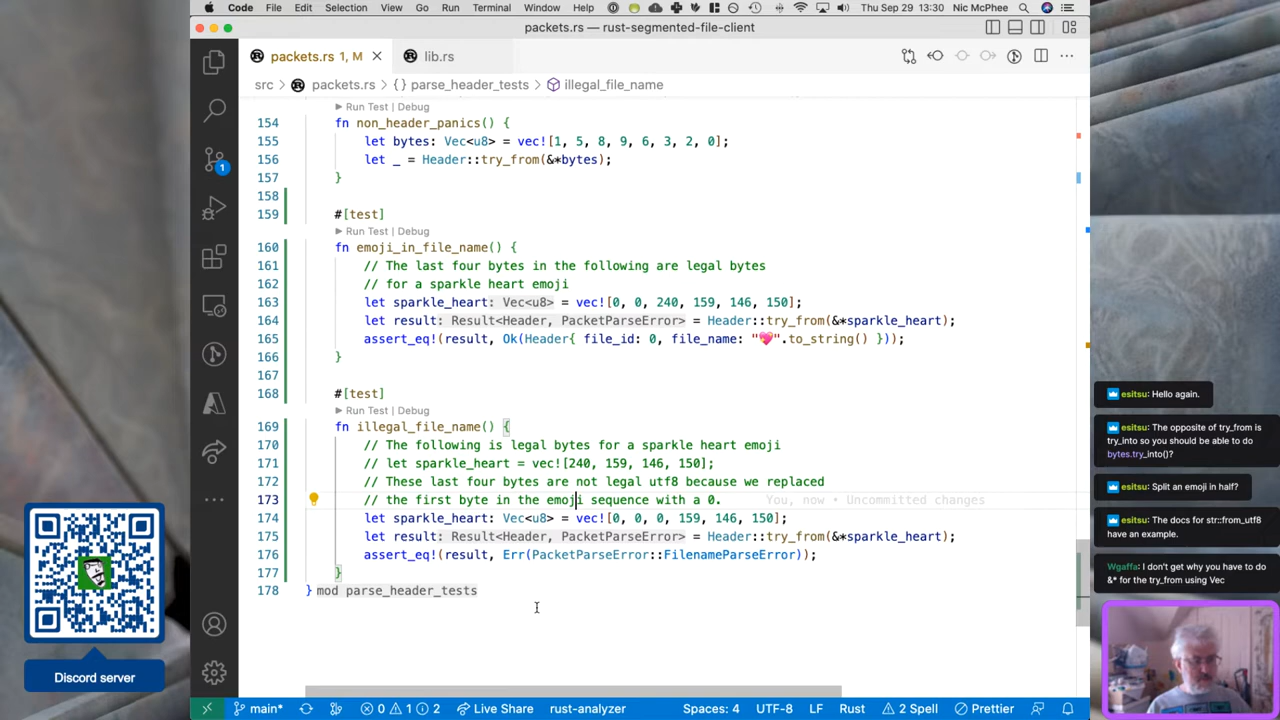 Code File Edit Selection View Go Run Terminal Window Help Thu Sep 29 13:30 Nic McPhee
packets.rs — rust-segmented-file-client
packets.rs 1, M lib.rs
src > packets.rs > {} parse_header_tests > illegal_file_name
Run Test | Debug
154 fn non_header_panics() {
155 let bytes: Vec<u8> = vec![1, 5, 8, 9, 6, 3, 2, 0];
156 let _ = Header::try_from(&*bytes);
157 }
158
159 #[test]
Run Test | Debug
160 fn emoji_in_file_name() {
161 // The last four bytes in the following are legal bytes
162 // for a sparkle heart emoji
163 let sparkle_heart: Vec<u8> = vec![0, 0, 240, 159, 146, 150];
164 let result: Result<Header, PacketParseError> = Header::try_from(&*sparkle_heart);
165 assert_eq!(result, Ok(Header{ file_id: 0, file_name: "💖".to_string() }));
166 }
167
168 #[test]
Run Test | Debug
169 fn illegal_file_name() {
170 // The following is legal bytes for a sparkle heart emoji
171 // let sparkle_heart = vec![240, 159, 146, 150];
172 // These last four bytes are not legal utf8 because we replaced
173 // the first byte in the emoji sequence with a 0. You, now • Uncommitted changes
174 let sparkle_heart: Vec<u8> = vec![0, 0, 0, 159, 146, 150];
175 let result: Result<Header, PacketParseError> = Header::try_from(&*sparkle_heart);
176 assert_eq!(result, Err(PacketParseError::FilenameParseError));
177 }
178 } mod parse_header_tests
main* 0 1 2 Live Share rust-analyzer Spaces: 4 UTF-8 LF Rust 2 Spell Prettier
1
Discord server
esitsu: Hello again.
esitsu: The opposite of try_from is
try_into so you should be able to do
bytes.try_into()?
esitsu: Split an emoji in half?
esitsu: The docs for str::from_utf8
have an example.
Wgaffa: I don't get why you have to do
&* for the try_from using Vec